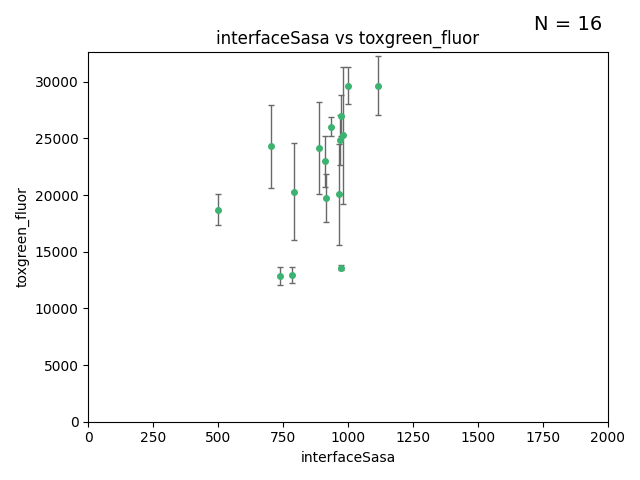 N = 16
interfaceSasa vs toxgreen_fluor
30000
25000
20000
15000
10000
5000
0
toxgreen_fluor
0 250 500 750 1000 1250 1500 1750 2000
interfaceSasa